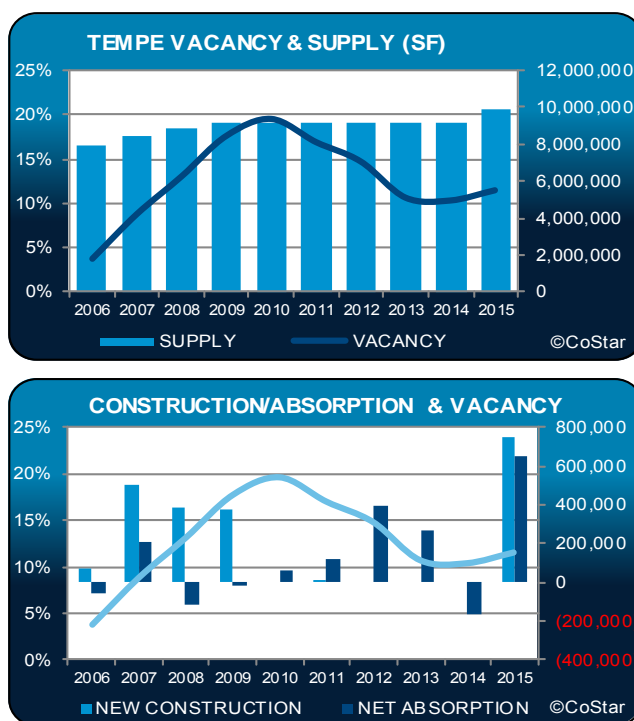 TEMPE VACANCY & SUPPLY (SF)
25% 12,000,000
20% 10,000,000
15% 8,000,000
10% 6,000,000
5% 4,000,000
0% 2,000,000
0
2006 2007 2008 2009 2010 2011 2012 2013 2014 2015
SUPPLY VACANCY ©CoStar
CONSTRUCTION/ABSORPTION & VACANCY
25% 800,000
20% 600,000
15% 400,000
10% 200,000
5% 0
0% (200,000)
(400,000)
2006 2007 2008 2009 2010 2011 2012 2013 2014 2015
NEW CONSTRUCTION NET ABSORPTION ©CoStar